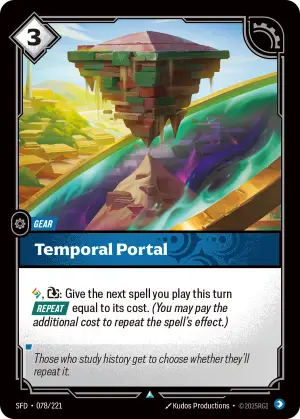 3
GEAR
Temporal Portal
, : Give the next spell you play this turn
REPEAT equal to its cost. (You may pay the
additional cost to repeat the spell's effect.)
Those who study history get to choose whether they'll
repeat it.
SFD • 078/221
Kudos Productions • ©2025RGI